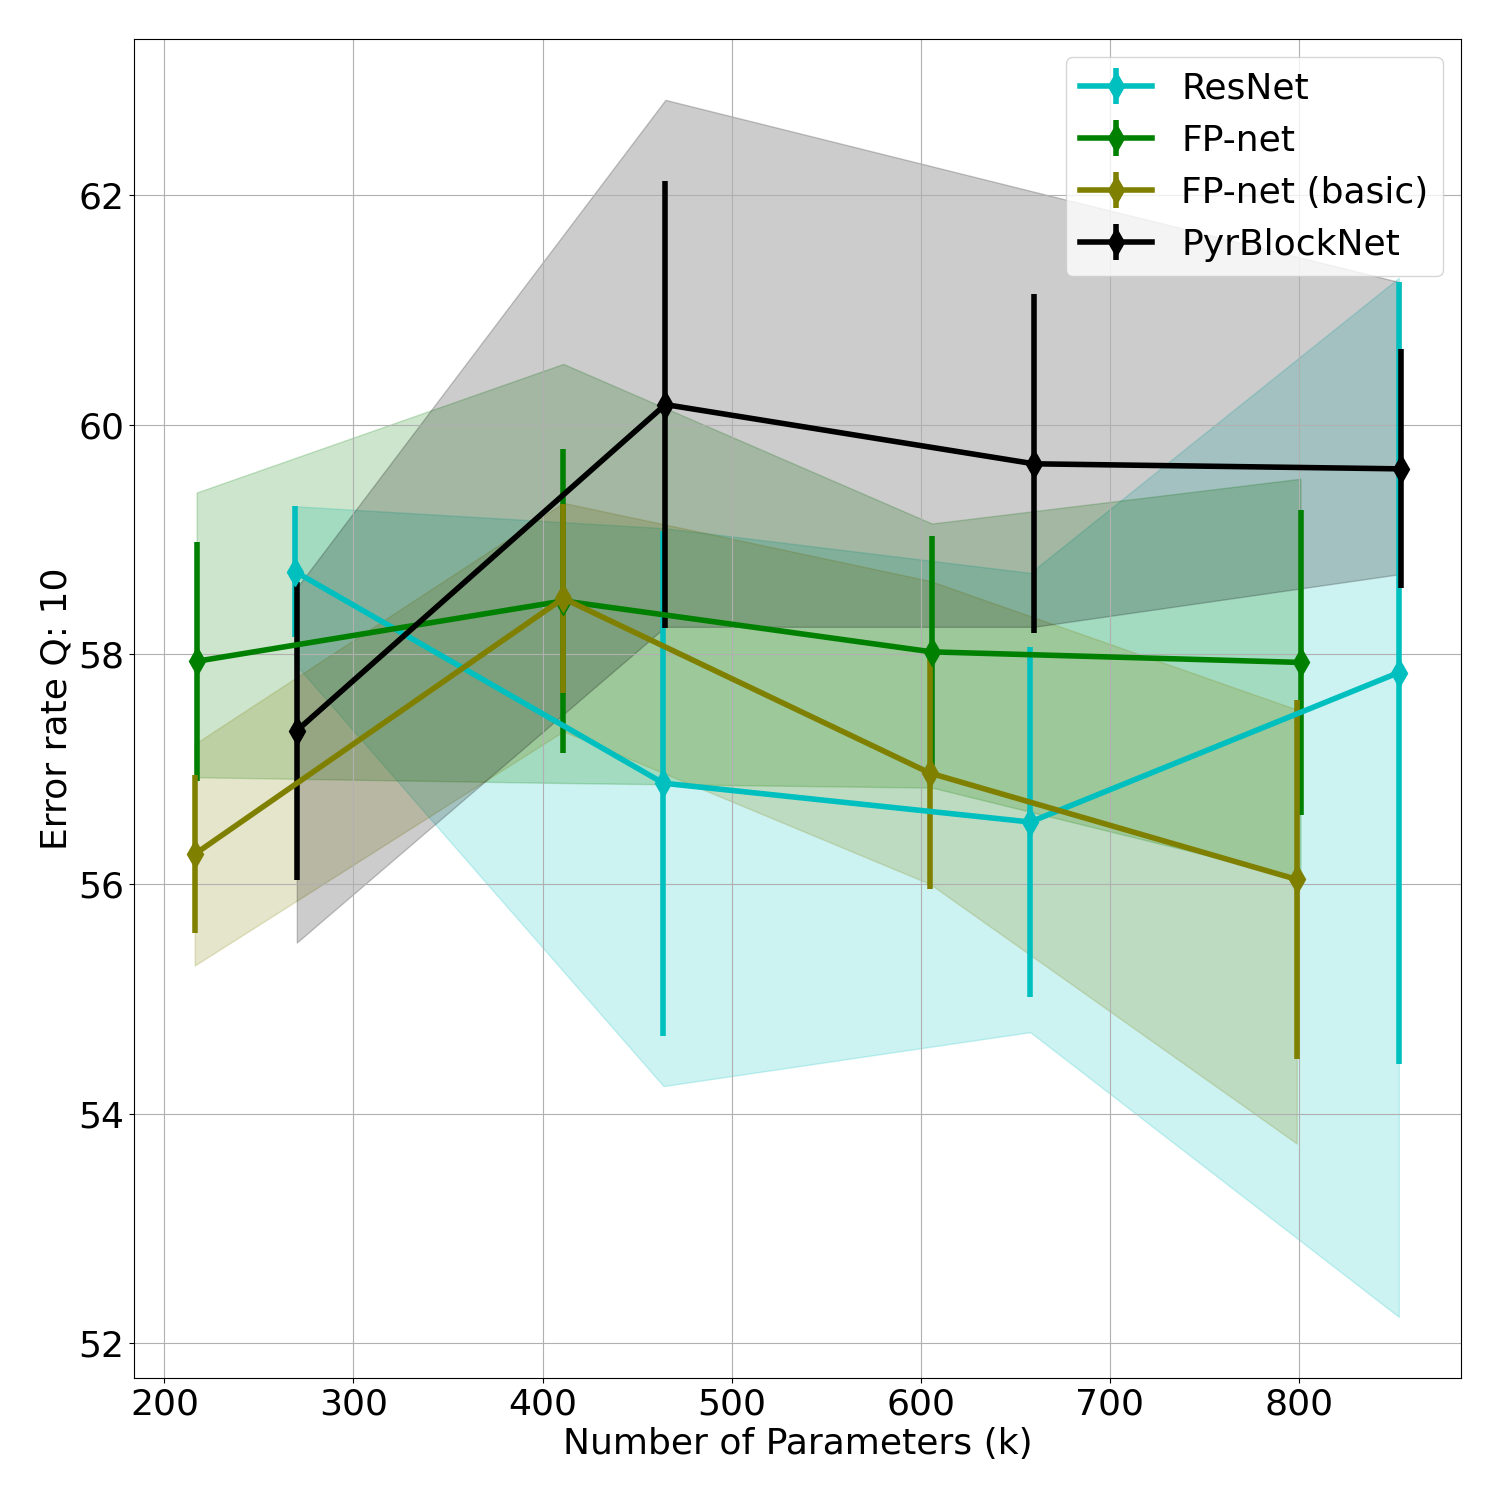 ResNet
FP-net
FP-net (basic)
PyrBlockNet
Error rate Q: 10
62
60
58
56
54
52
200 300 400 500 600 700 800
Number of Parameters (k)